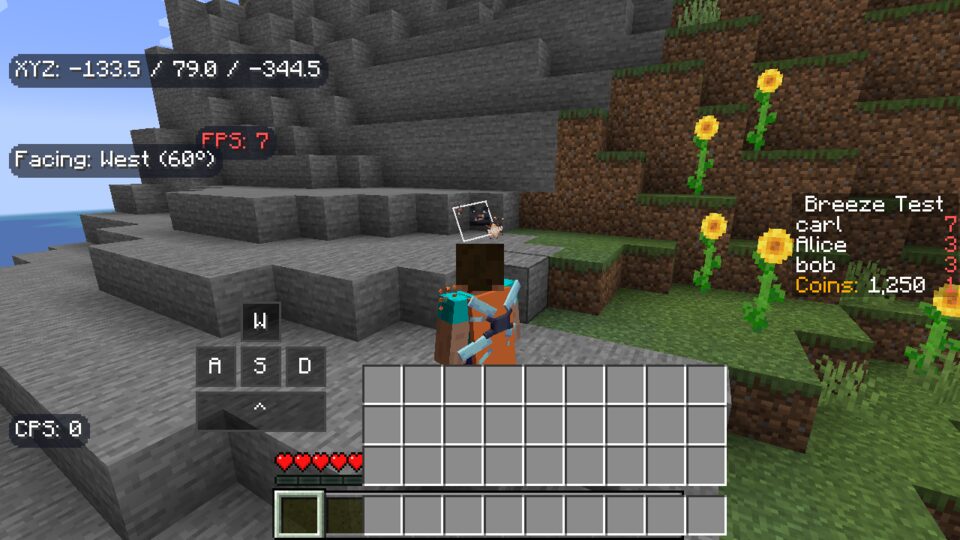 XYZ: -133.5 / 79.0 / -344.5
FPS: 7
Facing: West (60°)
Breeze Test
carl 7
Alice 3
bob 3
Coins: 1,250
W
A S D
^
CPS: 0